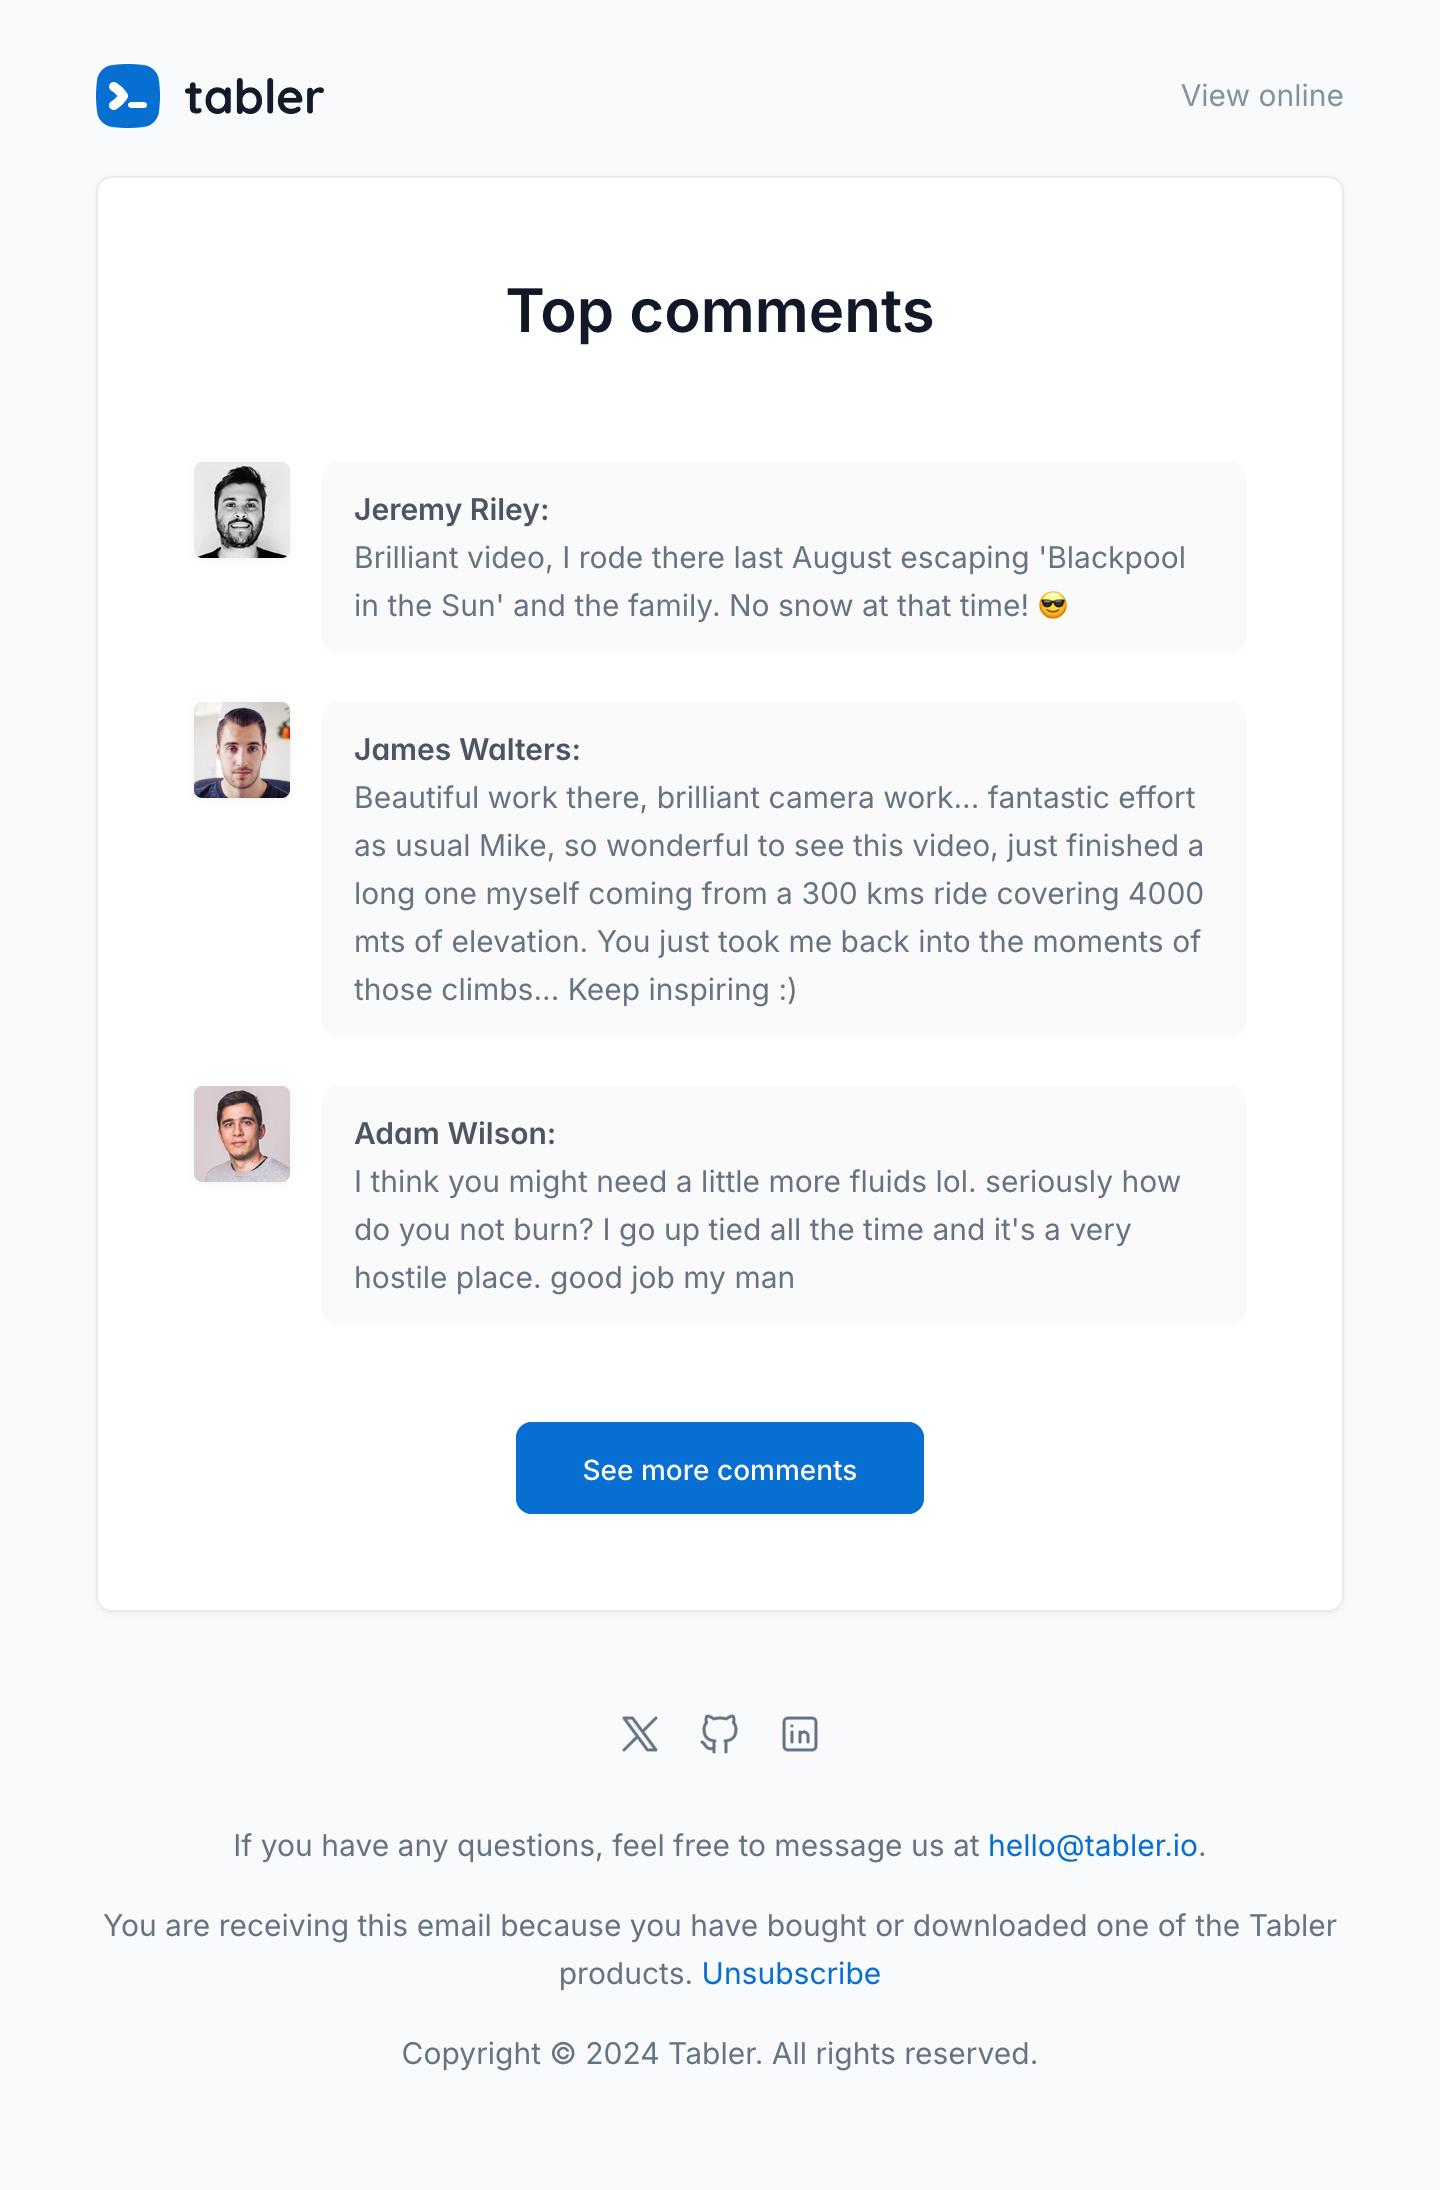 tabler
View online
Top comments
Jeremy Riley:
Brilliant video, I rode there last August escaping 'Blackpool
in the Sun' and the family. No snow at that time! 😎
James Walters:
Beautiful work there, brilliant camera work... fantastic effort
as usual Mike, so wonderful to see this video, just finished a
long one myself coming from a 300 kms ride covering 4000
mts of elevation. You just took me back into the moments of
those climbs... Keep inspiring :)
Adam Wilson:
I think you might need a little more fluids lol. seriously how
do you not burn? I go up tied all the time and it's a very
hostile place. good job my man
See more comments
If you have any questions, feel free to message us at hello@tabler.io.
You are receiving this email because you have bought or downloaded one of the Tabler
products. Unsubscribe
Copyright © 2024 Tabler. All rights reserved.